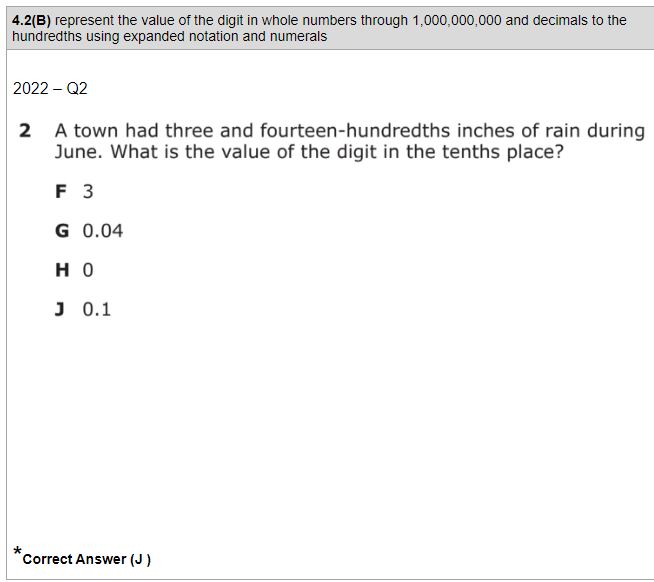 4.2(B) represent the value of the digit in whole numbers through 1,000,000,000 and decimals to the
hundredths using expanded notation and numerals
2022 – Q2
2 A town had three and fourteen-hundredths inches of rain during
June. What is the value of the digit in the tenths place?
F 3
G 0.04
H 0
J 0.1
*Correct Answer (J )